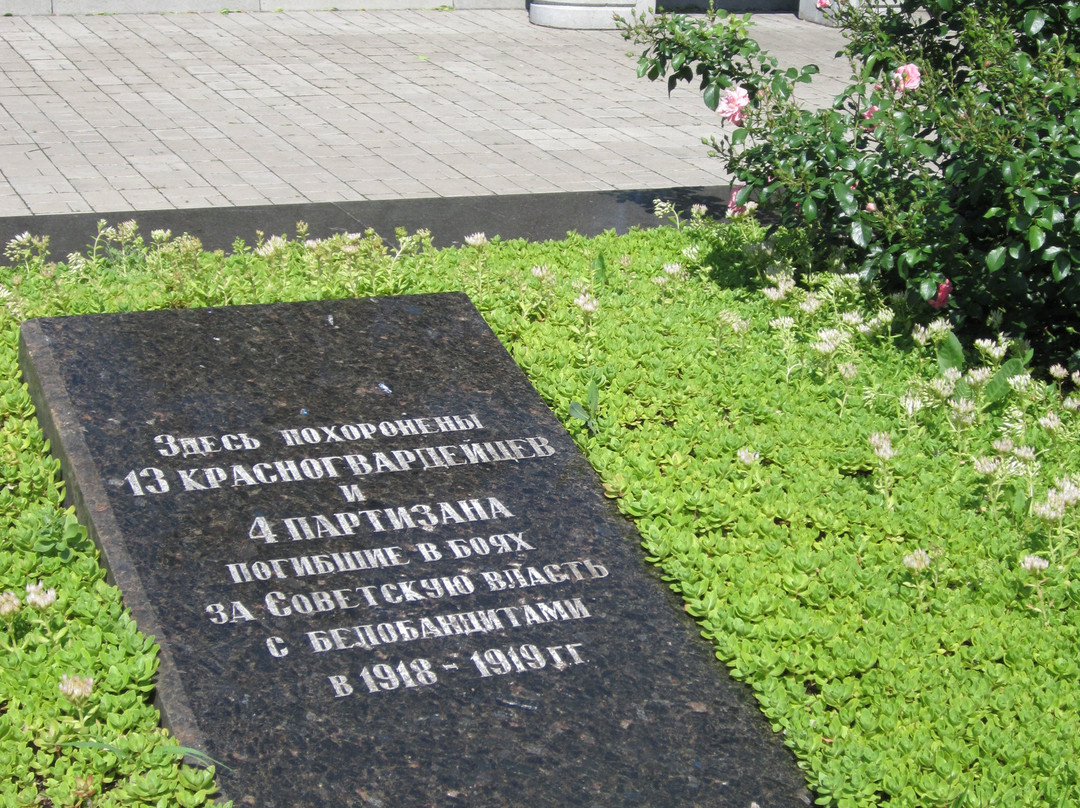 Здесь похоронены
13 красногвардейцев
и
4 партизана
погибшие в боях
за Советскую власть
с белобандитами
в 1918 - 1919 гг